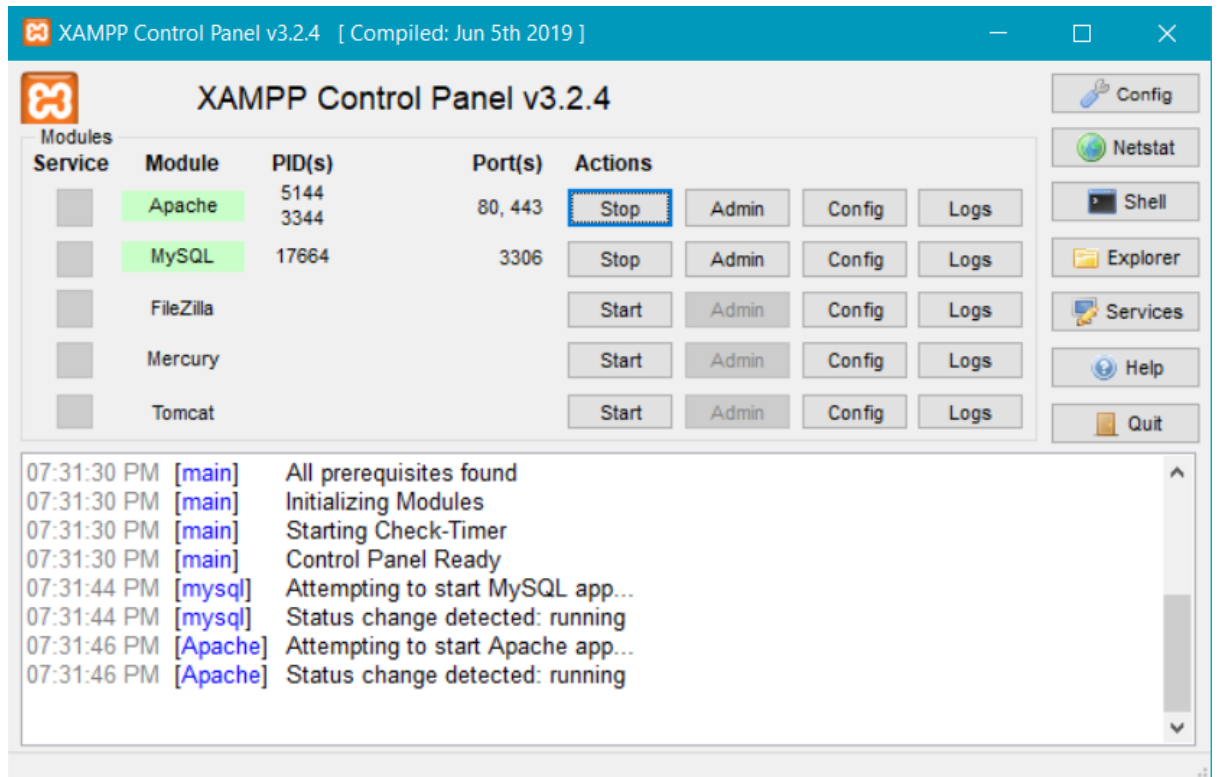 XAMPP Control Panel v3.2.4 [ Compiled: Jun 5th 2019 ]
XAMPP Control Panel v3.2.4
Config
Modules
Netstat
Service Module PID(s) Port(s) Actions
Shell
Apache 5144 3344 80, 443 Stop Admin Config Logs
MySQL 17664 3306 Stop Admin Config Logs
Explorer
FileZilla Start Admin Config Logs
Services
Mercury Start Admin Config Logs
Help
Tomcat Start Admin Config Logs
Quit
07:31:30 PM [main] All prerequisites found
07:31:30 PM [main] Initializing Modules
07:31:30 PM [main] Starting Check-Timer
07:31:30 PM [main] Control Panel Ready
07:31:44 PM [mysql] Attempting to start MySQL app...
07:31:44 PM [mysql] Status change detected: running
07:31:46 PM [Apache] Attempting to start Apache app...
07:31:46 PM [Apache] Status change detected: running